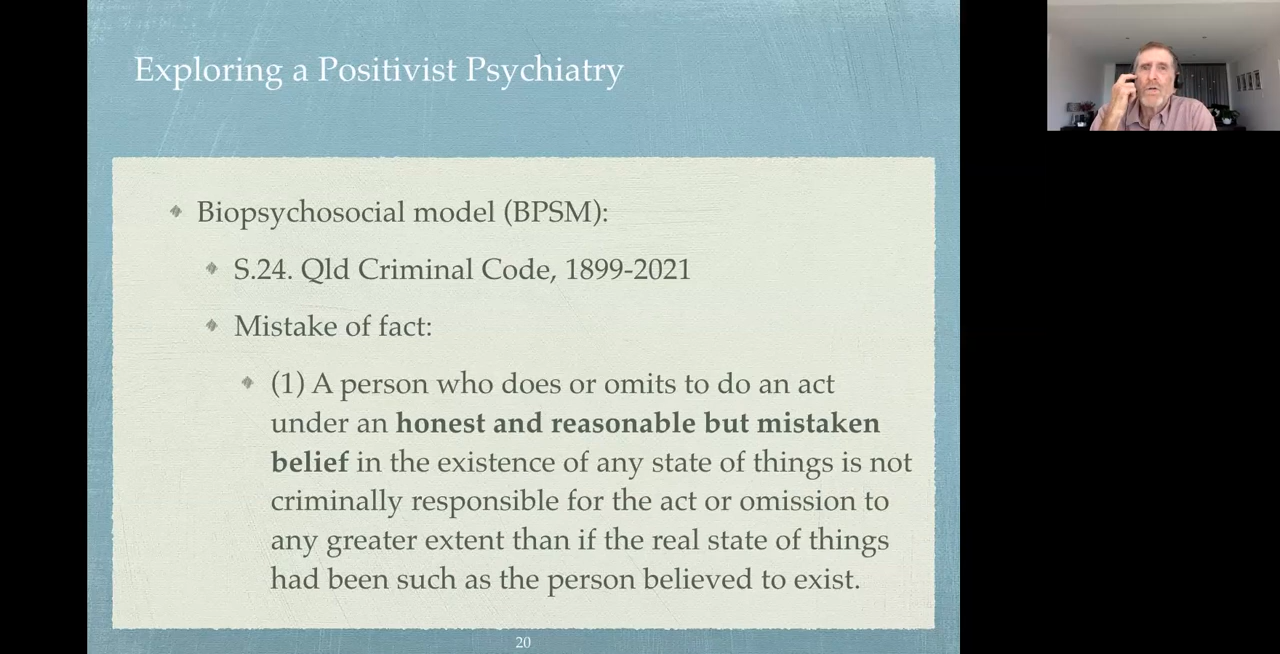 Exploring a Positivist Psychiatry
Biopsychosocial model (BPSM):
S.24. Qld Criminal Code, 1899-2021
Mistake of fact:
(1) A person who does or omits to do an act
under an honest and reasonable but mistaken
belief in the existence of any state of things is not
criminally responsible for the act or omission to
any greater extent than if the real state of things
had been such as the person believed to exist.
20